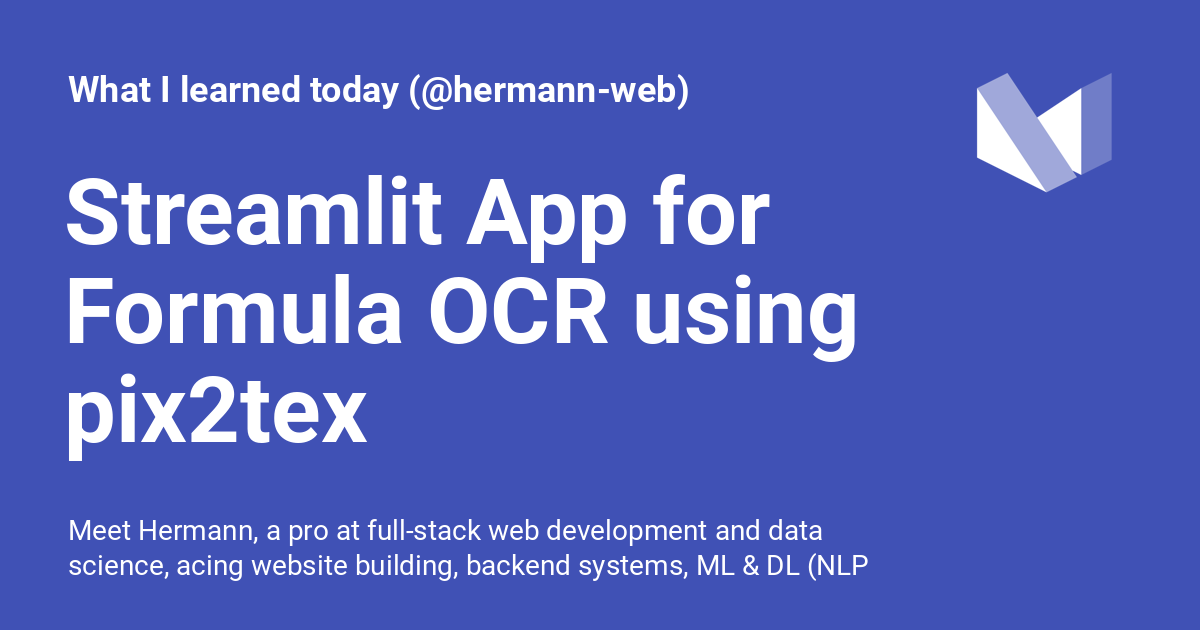 What I learned today (@hermann-web)
Streamlit App for
Formula OCR using
pix2tex
Meet Hermann, a pro at full-stack web development and data
science, acing website building, backend systems, ML & DL (NLP